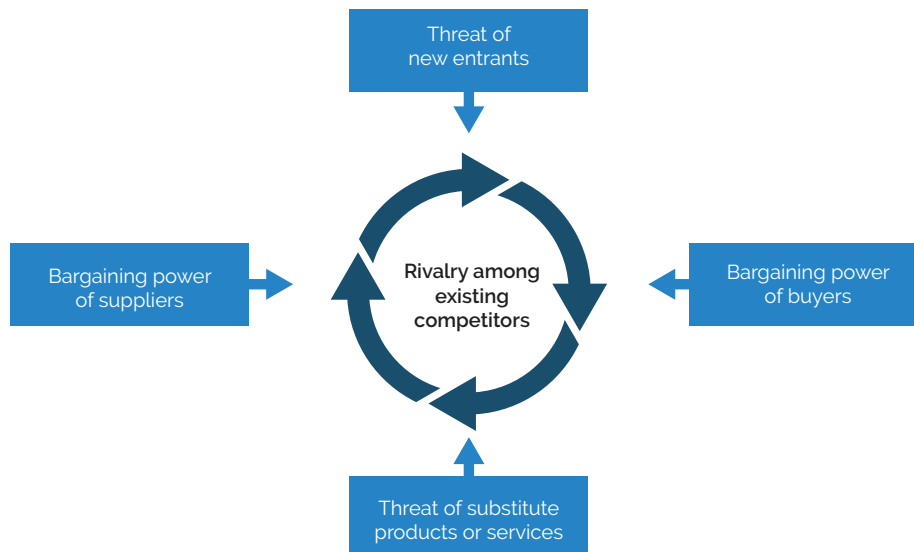 Threat of
new entrants
Bargaining power
of suppliers
Rivalry among
existing
competitors
Bargaining power
of buyers
Threat of substitute
products or services